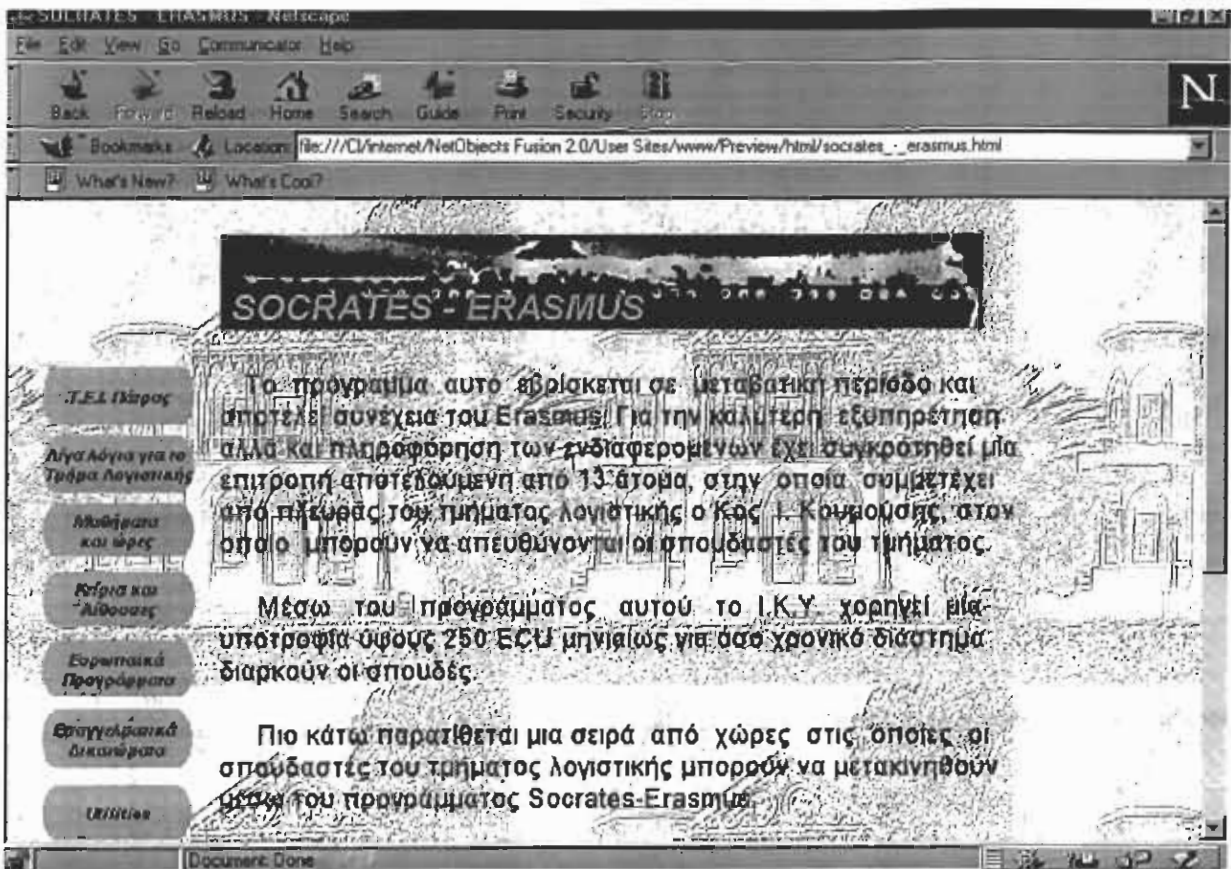 SOCRATES - ERASMUS - Netscape
File Edit View Go Communicator Help
Back Forward Reload Home Search Guide Print Security Stop
N
Bookmarks Location: file:///C|/internet/NetObjects Fusion 2.0/User Sites/www/Preview/html/socrates_-_erasmus.html
What's New? What's Cool?
SOCRATES - ERASMUS
Το πρόγραμμα αυτό εβρίσκεται σε μεταβατική περίοδο και
αποτελεί συνέχεια του Erasmus. Για την καλύτερη εξυπηρέτηση
αλλά και πληροφόρηση των ενδιαφερομένων έχει συγκροτηθεί μία
επιτροπή αποτελούμενη από 13 άτομα, στην οποία συμμετέχει
από πλευράς του τμήματος λογιστικής ο Κος Ι. Κουμούσης, στον
οποίο μπορούν να απευθύνονται οι σπουδαστές του τμήματος.
Μέσω του προγράμματος αυτού το Ι.Κ.Υ. χορηγεί μία
υποτροφία ύψους 250 ECU μηνιαίως για όσο χρονικό διάστημα
διαρκούν οι σπουδές.
Πιο κάτω παρατίθεται μια σειρά από χώρες στις οποίες οι
σπουδαστές του τμήματος λογιστικής μπορούν να μετακινηθούν
μέσω του προγράμματος Socrates-Erasmus.
Τ.Ε.Ι. Πάτρας
Λίγα λόγια για το
Τμήμα Λογιστικής
Μαθήματα
και ώρες
Κτίρια και
Αίθουσες
Ευρωπαικά
Προγράμματα
Επαγγελματικά
Δικαιώματα
Utilities
Document: Done